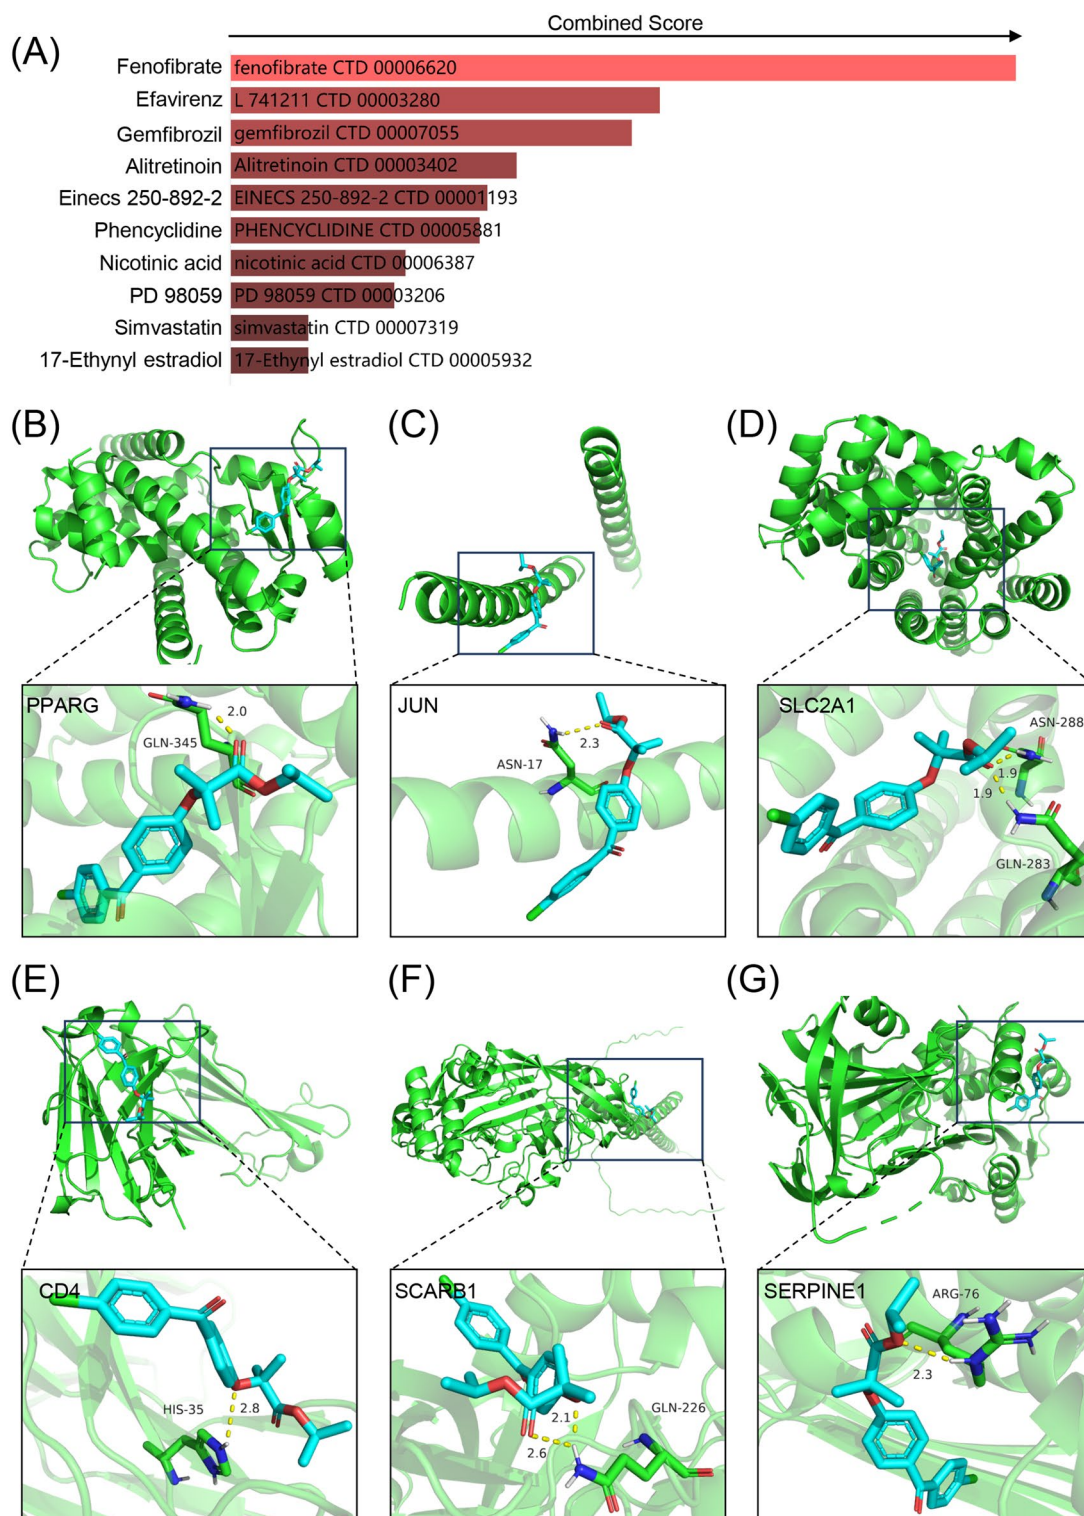 Combined Score
(A)
Fenofibrate fenofibrate CTD 00006620
Efavirenz L 741211 CTD 00003280
Gemfibrozil gemfibrozil CTD 00007055
Alitretinoin Alitretinoin CTD 00003402
Einecs 250-892-2 EINECS 250-892-2 CTD 00001193
Phencyclidine PHENCYCLIDINE CTD 00005881
Nicotinic acid nicotinic acid CTD 00006387
PD 98059 PD 98059 CTD 00003206
Simvastatin simvastatin CTD 00007319
17-Ethynyl estradiol 17-Ethynyl estradiol CTD 00005932
(B) (C) (D)
PPARG
2.0
GLN-345
JUN
2.3
ASN-17
SLC2A1
ASN-288
1.9
1.9
GLN-283
(E) (F) (G)
CD4
HIS-35
2.8
SCARB1
GLN-226
2.1
2.6
SERPINE1
ARG-76
2.3